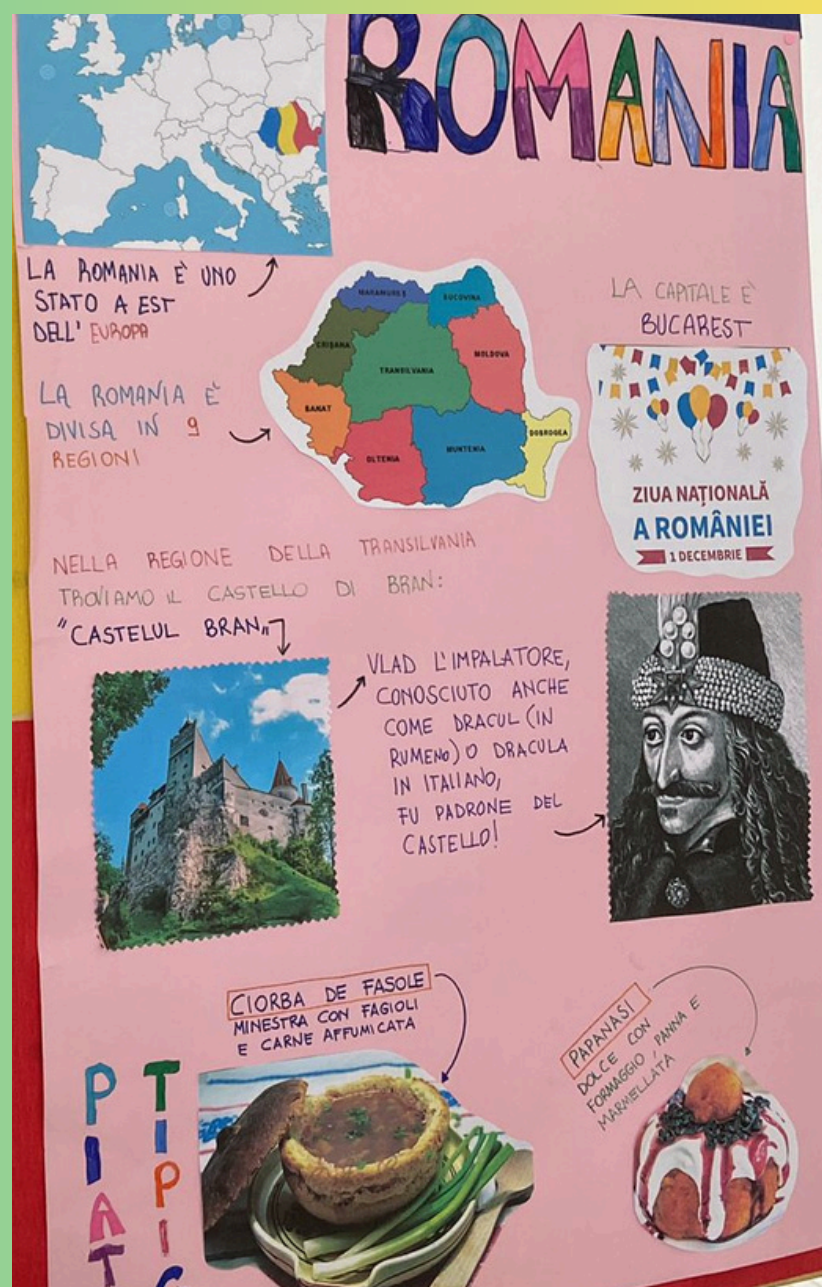 ROMANIA
LA ROMANIA È UNO
STATO A EST
DELL' EUROPA
LA ROMANIA È
DIVISA IN 9
REGIONI
MARAMUREȘ
BUCOVINA
CRIȘANA
TRANSILVANIA
MOLDOVA
BANAT
OLTENIA
MUNTENIA
DOBROGEA
LA CAPITALE È
BUCAREST
ZIUA NAȚIONALĂ
A ROMÂNIEI
1 DECEMBRIE
NELLA REGIONE DELLA TRANSILVANIA
TROVIAMO IL CASTELLO DI BRAN:
"CASTELUL BRAN"
VLAD L'IMPALATORE,
CONOSCIUTO ANCHE
COME DRACUL (IN
RUMENO) O DRACULA
IN ITALIANO,
FU PADRONE DEL
CASTELLO!
CIORBA DE FASOLE
MINESTRA CON FAGIOLI
E CARNE AFFUMICATA
PAPANASI
DOLCE CON
FORMAGGIO, PANNA E
MARMELLATA
PIAT
TIPIC